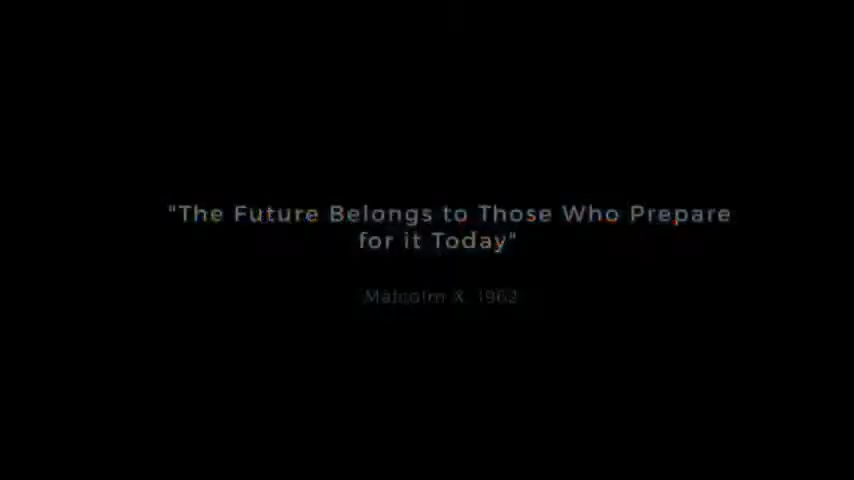 "The Future Belongs to Those Who Prepare
for it Today"
Malcolm X, 1962